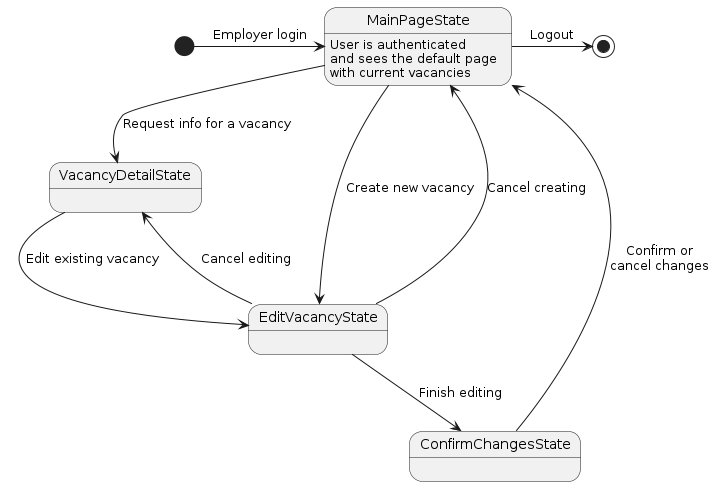 MainPageState
Employer login
Logout
User is authenticated
and sees the default page
with current vacancies
Request info for a vacancy
VacancyDetailState
Create new vacancy
Cancel creating
Edit existing vacancy
Cancel editing
Confirm or
cancel changes
EditVacancyState
Finish editing
ConfirmChangesState